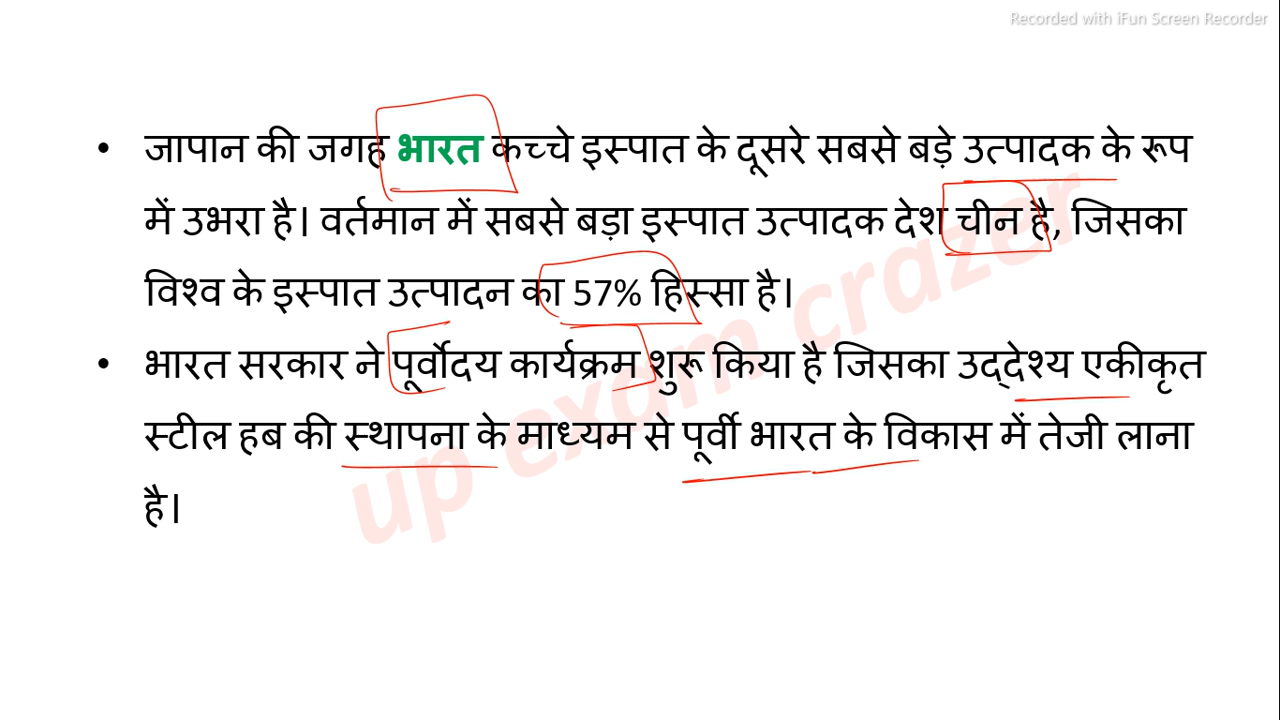 Recorded with iFun Screen Recorder
• जापान की जगह भारत कच्चे इस्पात के दूसरे सबसे बड़े उत्पादक के रूप
में उभरा है। वर्तमान में सबसे बड़ा इस्पात उत्पादक देश चीन है, जिसका
विश्व के इस्पात उत्पादन का 57% हिस्सा है।
• भारत सरकार ने पूर्वोदय कार्यक्रम शुरू किया है जिसका उद्देश्य एकीकृत
स्टील हब की स्थापना के माध्यम से पूर्वी भारत के विकास में तेजी लाना
है।
up exam crazer